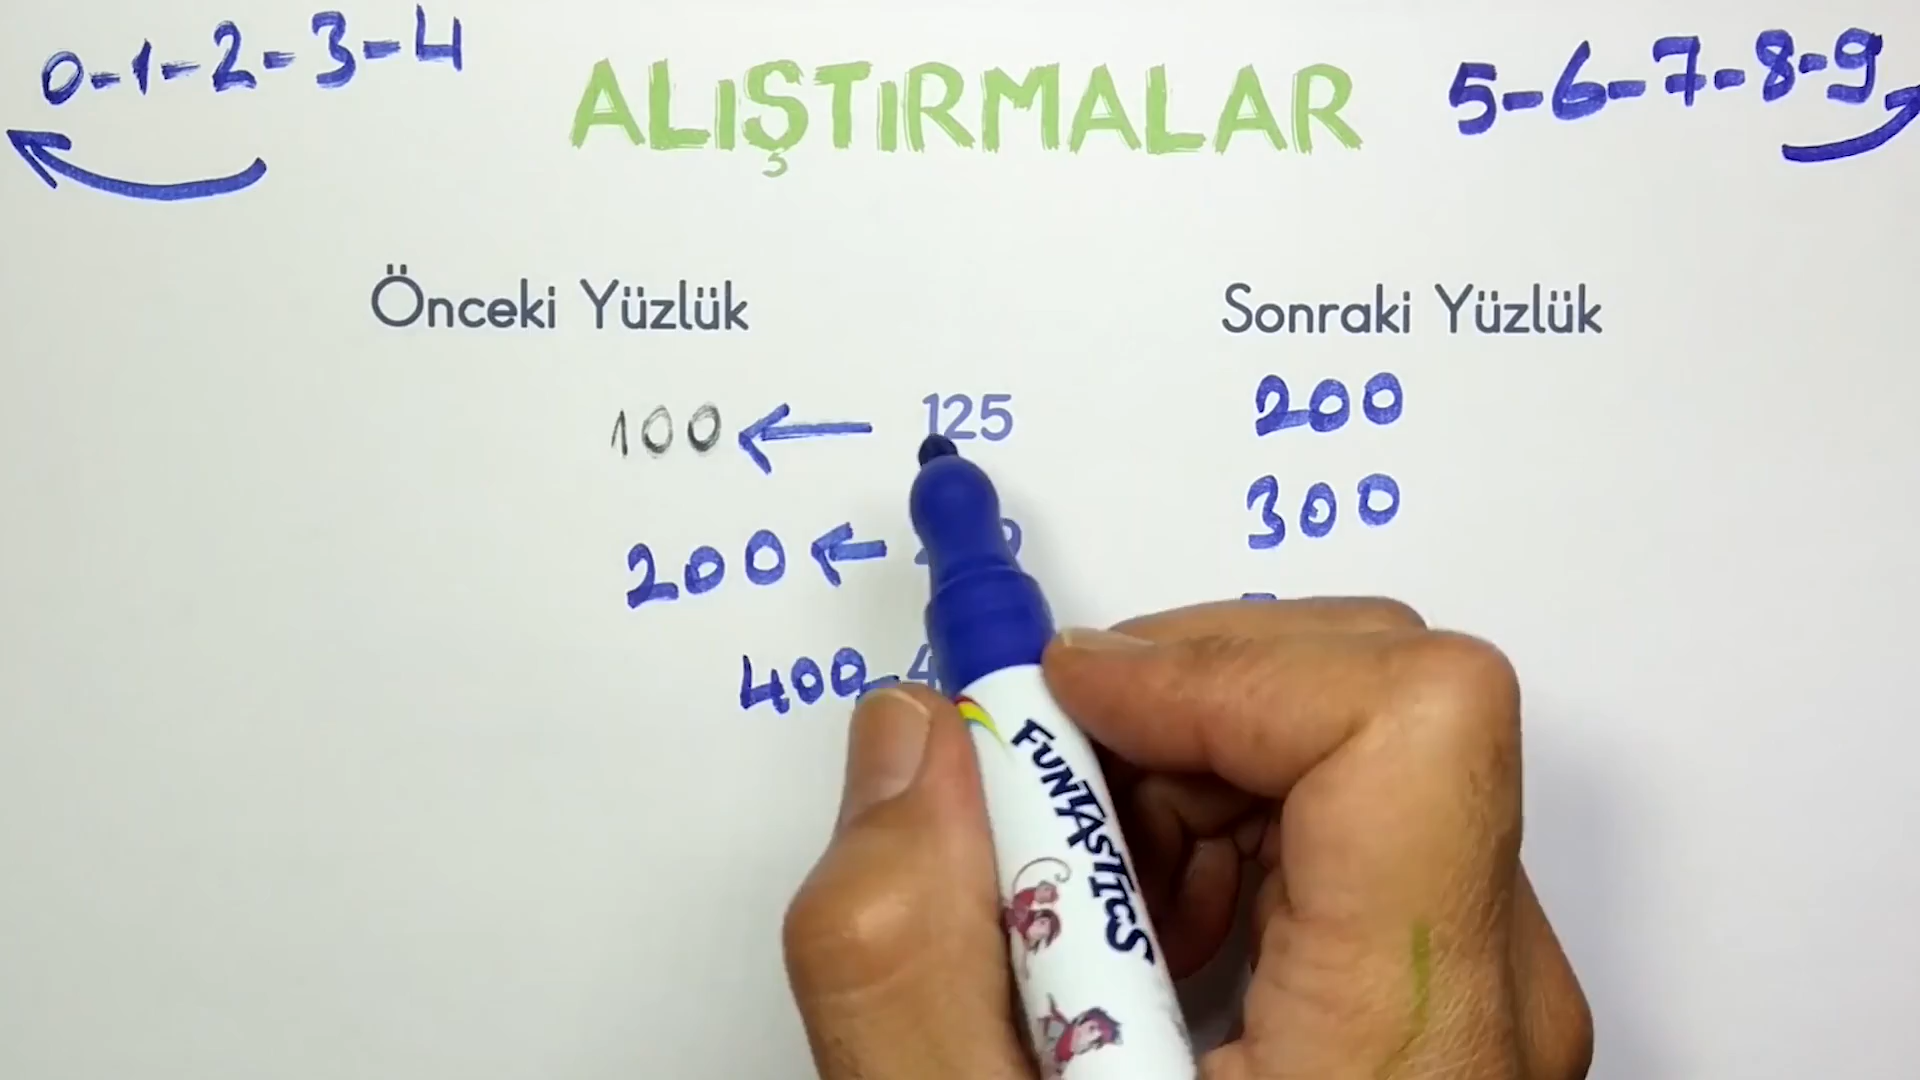 0-1-2-3-4
ALIŞTIRMALAR
5-6-7-8-9
Önceki Yüzlük
Sonraki Yüzlük
100 ← 125
200
200 ←
300
400
FUNTASTICS